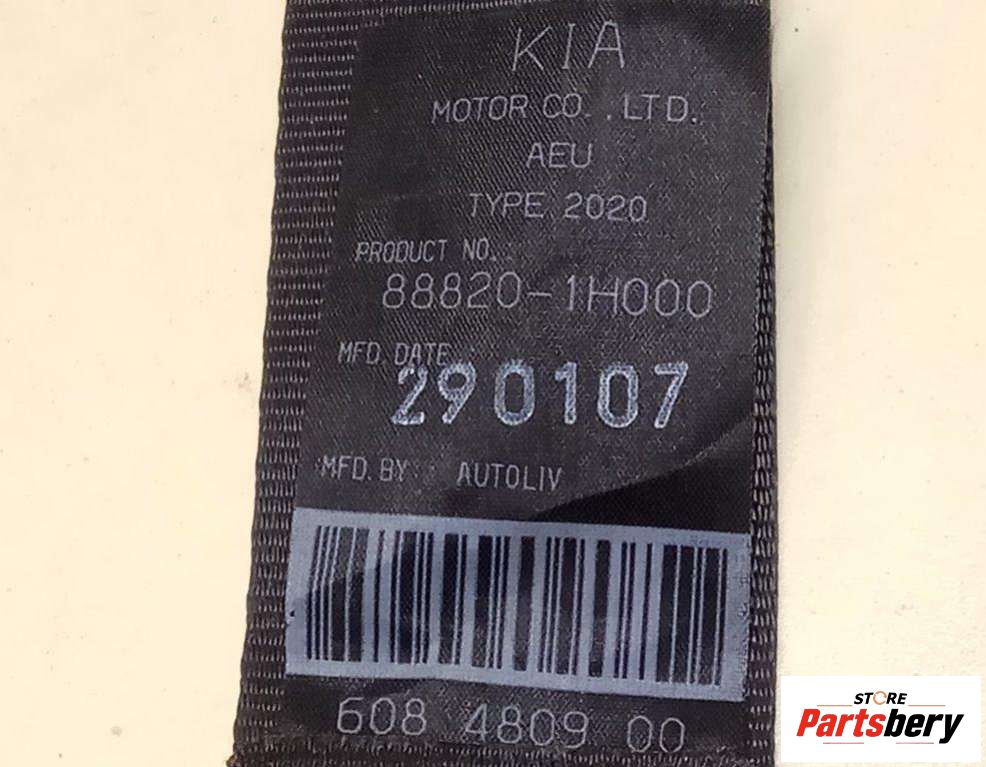 KIA
MOTOR CO. .LTD.
AEU
TYPE 2020
PRODUCT NO. :
88820-1H000
MFD. DATE :
290107
MFD. BY : AUTOLIV
608 4809 00
STORE
Partsbery